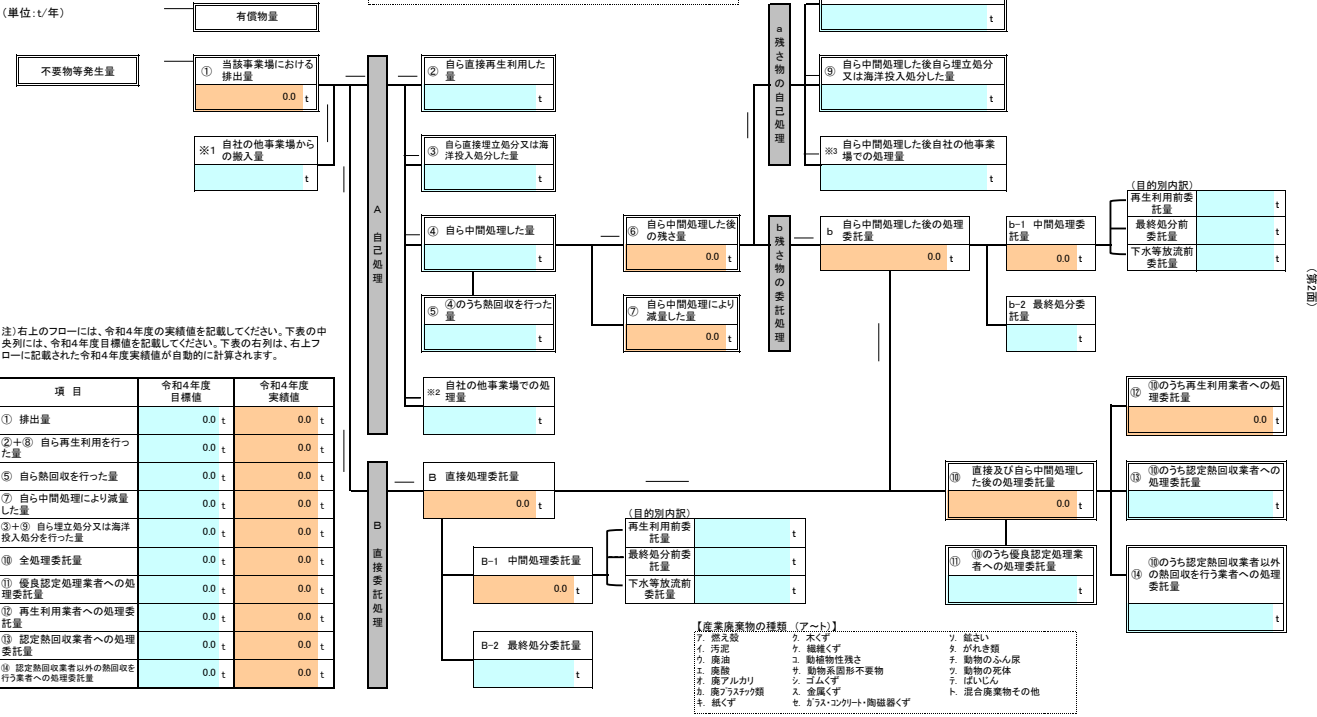 （単位:t/年）
有償物量
不要物等発生量
① 当該事業場における
排出量
0.0 t
※1 自社の他事業場から
の搬入量
t
A 自己処理
② 自ら直接再生利用した
量
t
③ 自ら直接埋立処分又は海
洋投入処分した量
t
④ 自ら中間処理した量
t
⑤ ④のうち熱回収を行った
量
t
※2 自社の他事業場での処
理量
t
⑥ 自ら中間処理した後
の残さ量
0.0 t
⑦ 自ら中間処理により
減量した量
0.0 t
a 残さ物の自己処理
t
⑨ 自ら中間処理した後自ら埋立処分
又は海洋投入処分した量
t
※3 自ら中間処理した後自社の他事業
場での処理量
t
b 残さ物の委託処理
b 自ら中間処理した後の処理
委託量
0.0 t
b-1 中間処理委
託量
0.0 t
b-2 最終処分委
託量
t
（目的別内訳）
再生利用前委
託量
t
最終処分前
委託量
t
下水等放流前
委託量
t
（第2面）
注）右上のフローには、令和４年度の実績値を記載してください。下表の中
央列には、令和４年度目標値を記載してください。下表の右列は、右上フ
ローに記載された令和４年度実績値が自動的に計算されます。
項 目
令和４年度
目標値
令和４年度
実績値
① 排出量
0.0 t 0.0 t
②＋⑧ 自ら再生利用を行っ
た量
0.0 t 0.0 t
⑤ 自ら熱回収を行った量
0.0 t 0.0 t
⑦ 自ら中間処理により減量
した量
0.0 t 0.0 t
③＋⑨ 自ら埋立処分又は海洋
投入処分を行った量
0.0 t 0.0 t
⑩ 全処理委託量
0.0 t 0.0 t
⑪ 優良認定処理業者への処
理委託量
0.0 t 0.0 t
⑫ 再生利用業者への処理委
託量
0.0 t 0.0 t
⑬ 認定熱回収業者への処理
委託量
0.0 t 0.0 t
⑭ 認定熱回収業者以外の熱回収を
行う業者への処理委託量
0.0 t 0.0 t
B 直接委託処理
B 直接処理委託量
0.0 t
B-1 中間処理委託量
0.0 t
B-2 最終処分委託量
t
（目的別内訳）
再生利用前委
託量
t
最終処分前委
託量
t
下水等放流前
委託量
t
⑩ 直接及び自ら中間処理し
た後の処理委託量
0.0 t
⑪ ⑩のうち優良認定処理業
者への処理委託量
t
⑫ ⑩のうち再生利用業者への処
理委託量
0.0 t
⑬ ⑩のうち認定熱回収業者への
処理委託量
t
⑭ ⑩のうち認定熱回収業者以外
の熱回収を行う業者への処理
委託量
t
【産業廃棄物の種類 （ア～ト）】
ア. 燃え殻 ク. 木くず ソ. 鉱さい
イ. 汚泥 ケ. 繊維くず タ. がれき類
ウ. 廃油 コ. 動植物性残さ チ. 動物のふん尿
エ. 廃酸 サ. 動物系固形不要物 ツ. 動物の死体
オ. 廃アルカリ シ. ゴムくず テ. ばいじん
カ. 廃プラスチック類 ス. 金属くず ト. 混合廃棄物その他
キ. 紙くず セ. ガラス・コンクリート・陶磁器くず